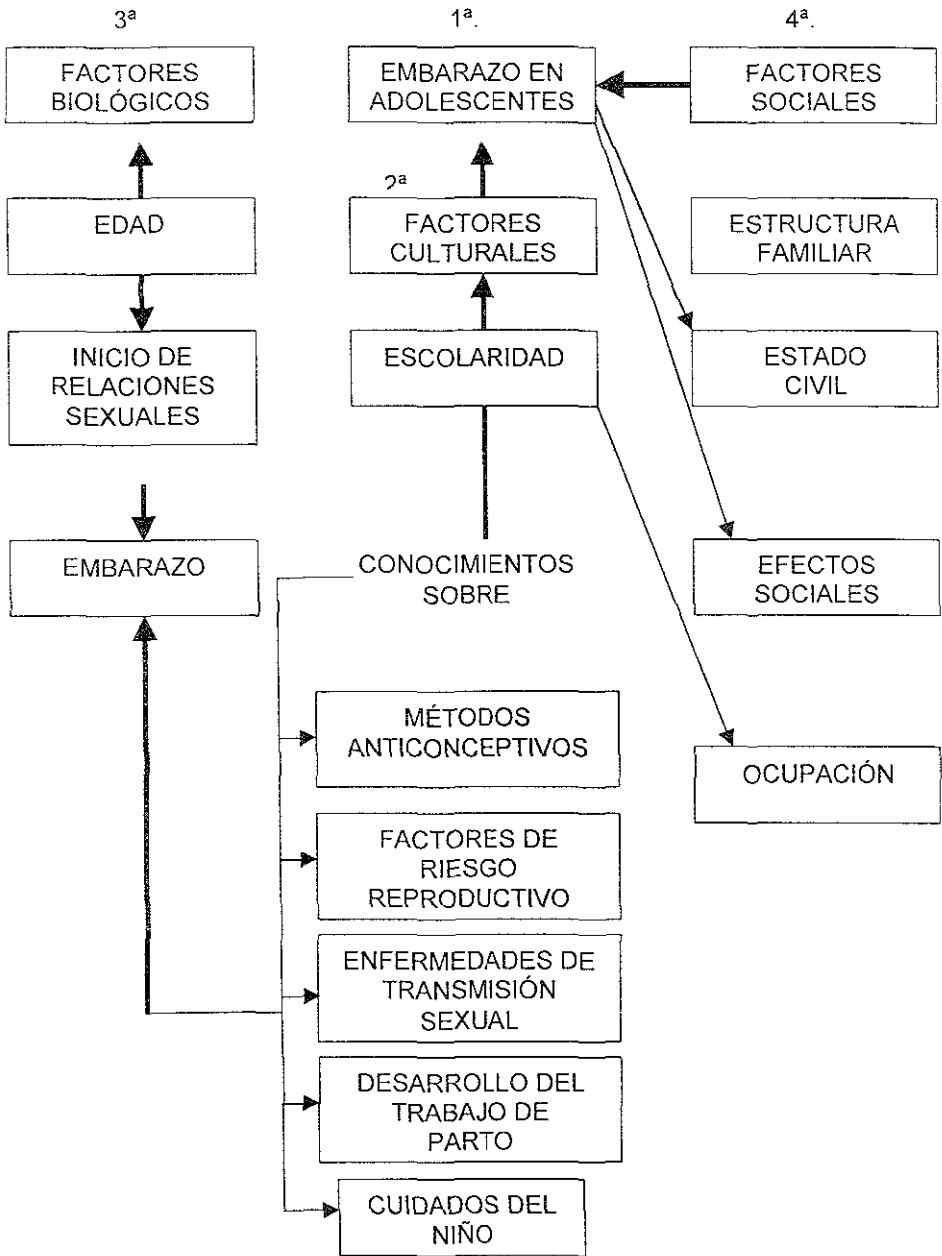 3ª
1ª.
4ª.
FACTORES
BIOLÓGICOS
EMBARAZO EN
ADOLESCENTES
FACTORES
SOCIALES
EDAD
2ª
FACTORES
CULTURALES
ESTRUCTURA
FAMILIAR
INICIO DE
RELACIONES
SEXUALES
ESCOLARIDAD
ESTADO
CIVIL
EMBARAZO
CONOCIMIENTOS
SOBRE
EFECTOS
SOCIALES
MÉTODOS
ANTICONCEPTIVOS
OCUPACIÓN
FACTORES DE
RIESGO
REPRODUCTIVO
ENFERMEDADES DE
TRANSMISIÓN
SEXUAL
DESARROLLO DEL
TRABAJO DE
PARTO
CUIDADOS DEL
NIÑO